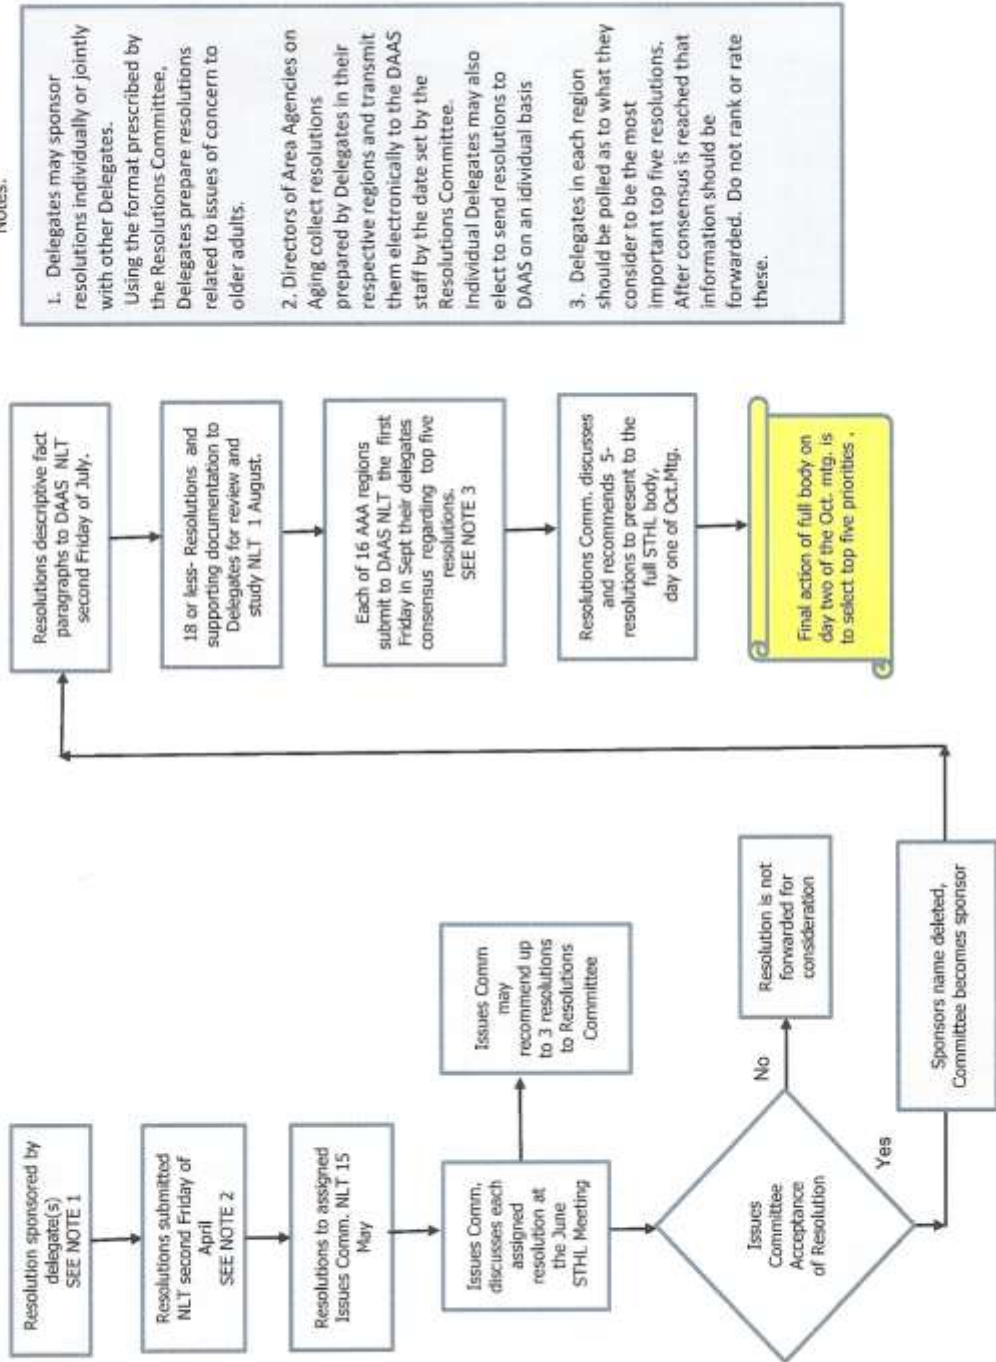 Resolution sponsored by
delegate(s)
SEE NOTE 1
Resolutions submitted
NLT second Friday of
April
SEE NOTE 2
Resolutions to assigned
Issues Comm. NLT 15
May
Issues Comm,
discusses each
assigned
resolution at
the June
STHL Meeting
Issues Comm
may
recommend up
to 3 resolutions
to Resolutions
Committee
Issues
Committee
Acceptance
of Resolution
No
Resolution is not
forwarded for
consideration
Yes
Sponsors name deleted,
Committee becomes sponsor
Resolutions descriptive fact
paragraphs to DAAS NLT
second Friday of July.
18 or less- Resolutions and
supporting documentation to
Delegates for review and
study NLT 1 August.
Each of 16 AAA regions
submit to DAAS NLT the first
Friday in Sept their delegates
consensus regarding top five
resolutions.
SEE NOTE 3
Resolutions Comm. discusses
and recommends 5-
resolutions to present to the
full STHL body,
day one of Oct.Mtg.
Final action of full body on
day two of the Oct. mtg. is
to select top five priorities .
Notes:
1. Delegates may sponsor
resolutions individually or jointly
with other Delegates.
Using the format prescribed by
the Resolutions Committee,
Delegates prepare resolutions
related to issues of concern to
older adults.
2. Directors of Area Agencies on
Aging collect resolutions
prepared by Delegates in their
respective regions and transmit
them electronically to the DAAS
staff by the date set by the
Resolutions Committee.
Individual Delegates may also
elect to send resolutions to
DAAS on an idividual basis
3. Delegates in each region
should be polled as to what they
consider to be the most
important top five resolutions.
After consensus is reached that
information should be
forwarded. Do not rank or rate
these.